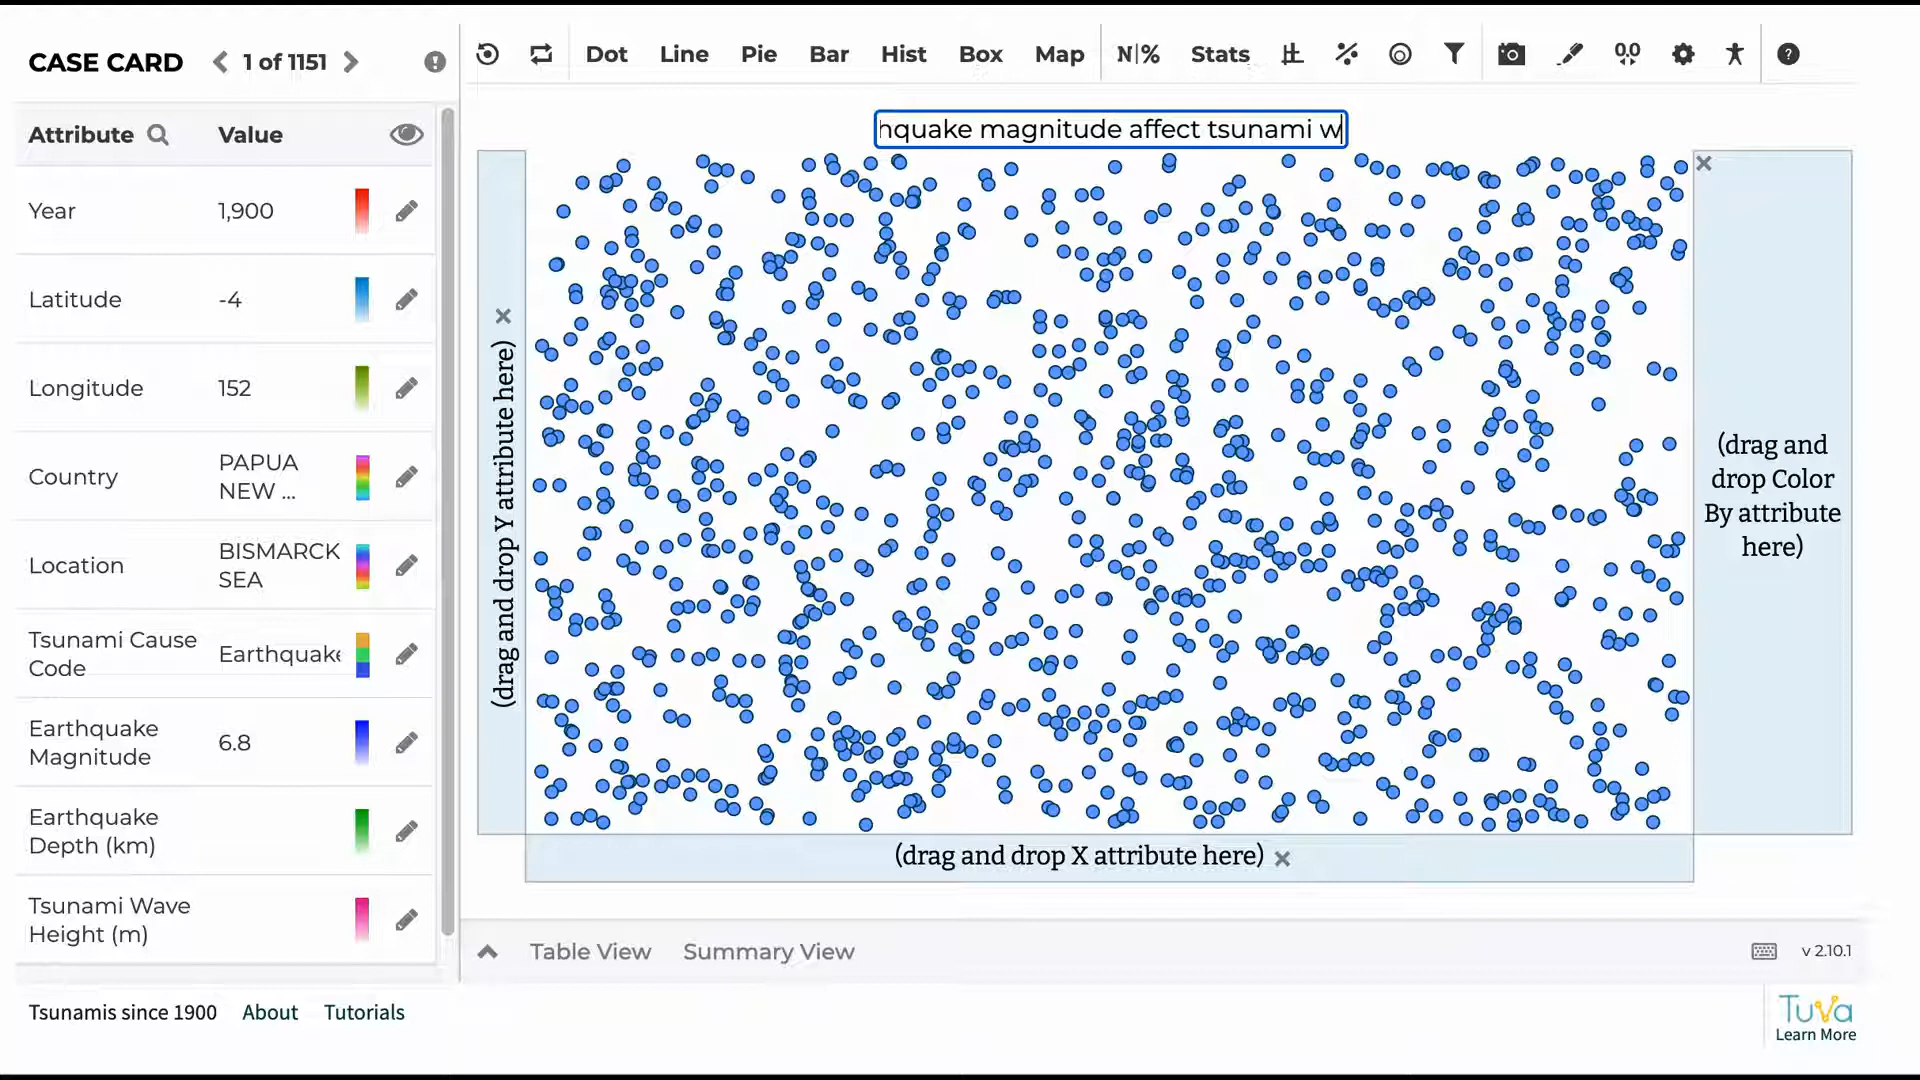 CASE CARD
1 of 1151
Dot
Line
Pie
Bar
Hist
Box
Map
N|%
Stats
hquake magnitude affect tsunami w
Attribute
Value
Year
1,900
Latitude
-4
Longitude
152
Country
PAPUA
NEW ...
Location
BISMARCK
SEA
Tsunami Cause
Code
Earthquake
Earthquake
Magnitude
6.8
Earthquake
Depth (km)
Tsunami Wave
Height (m)
(drag and drop Y attribute here)
(drag and
drop Color
By attribute
here)
(drag and drop X attribute here)
Table View
Summary View
v 2.10.1
Tsunamis since 1900
About
Tutorials
Tuva
Learn More